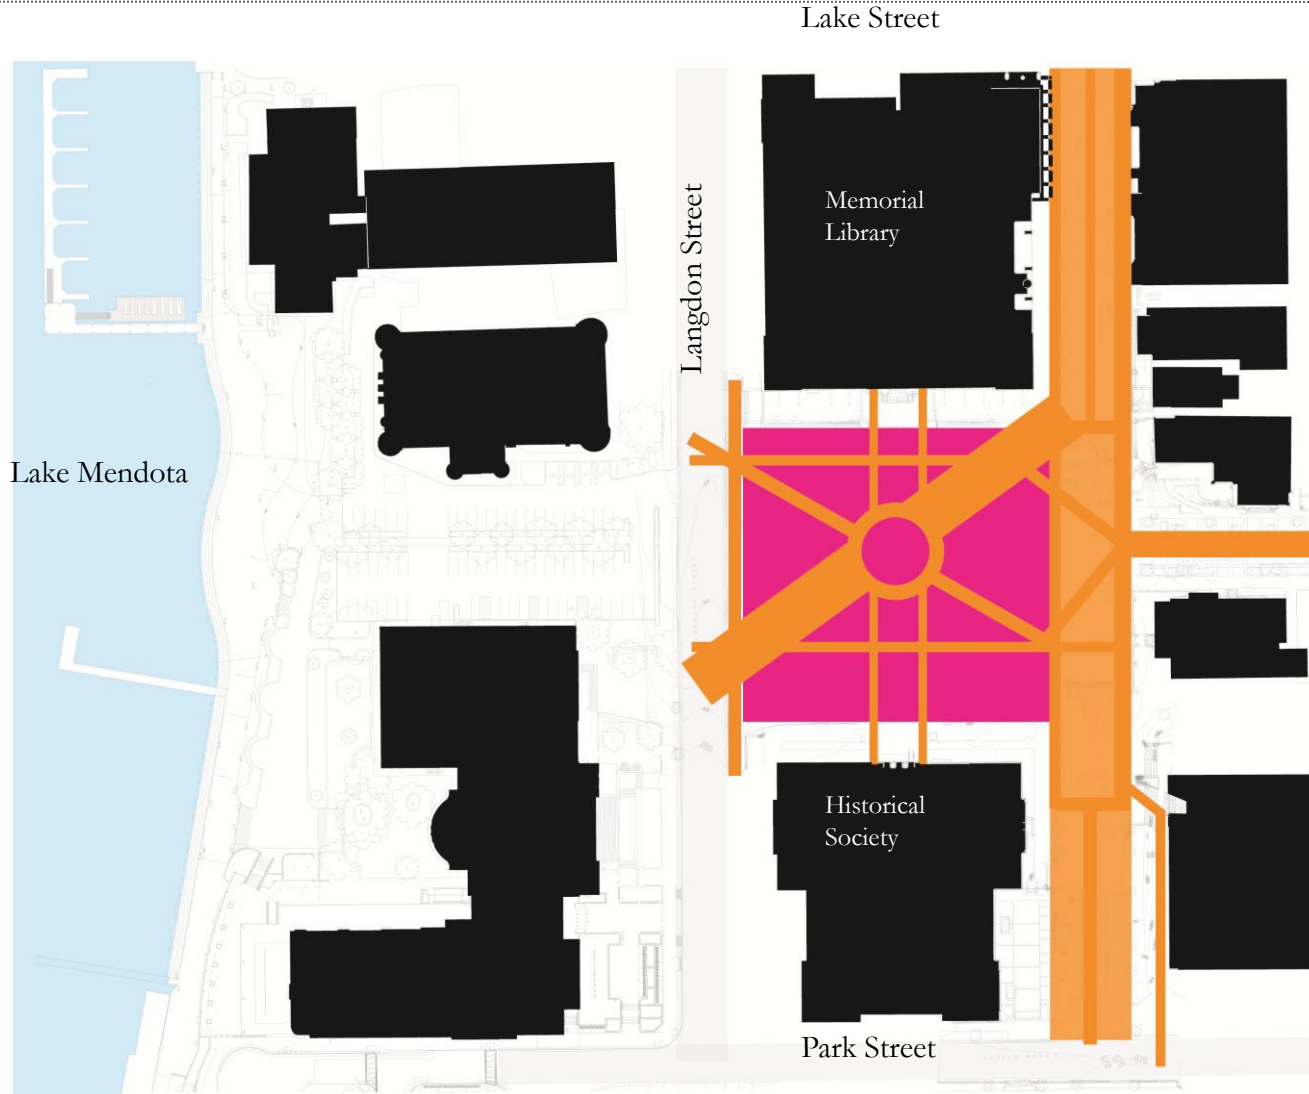 Lake Street
Memorial
Library
Langdon Street
Lake Mendota
Historical
Society
Park Street